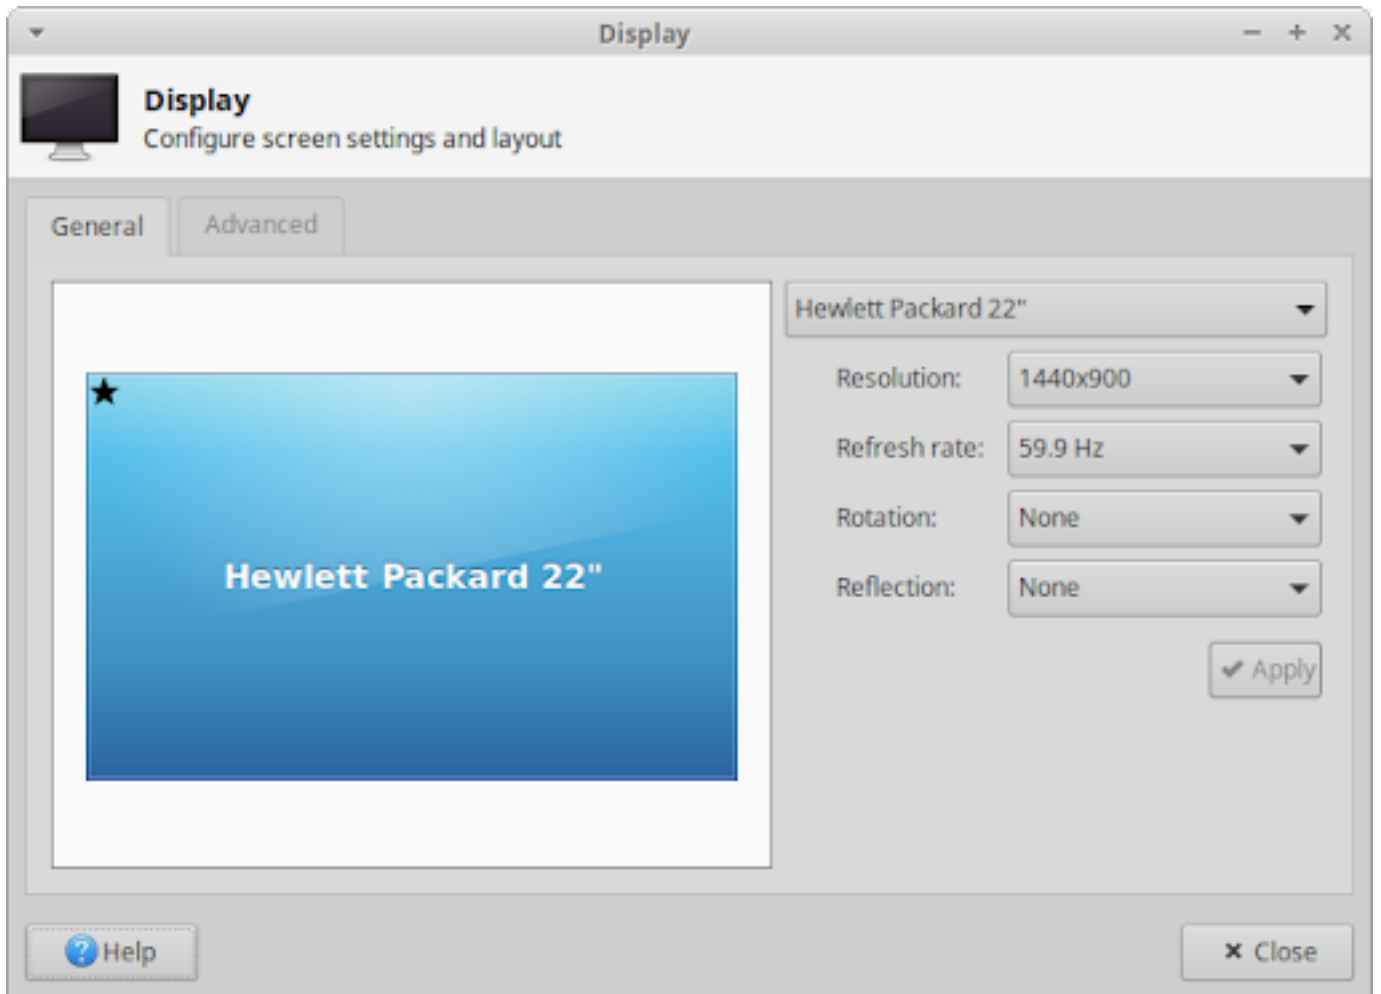 Display
Display
Configure screen settings and layout
General
Advanced
Hewlett Packard 22"
Hewlett Packard 22"
Resolution: 1440x900
Refresh rate: 59.9 Hz
Rotation: None
Reflection: None
Apply
Help
Close